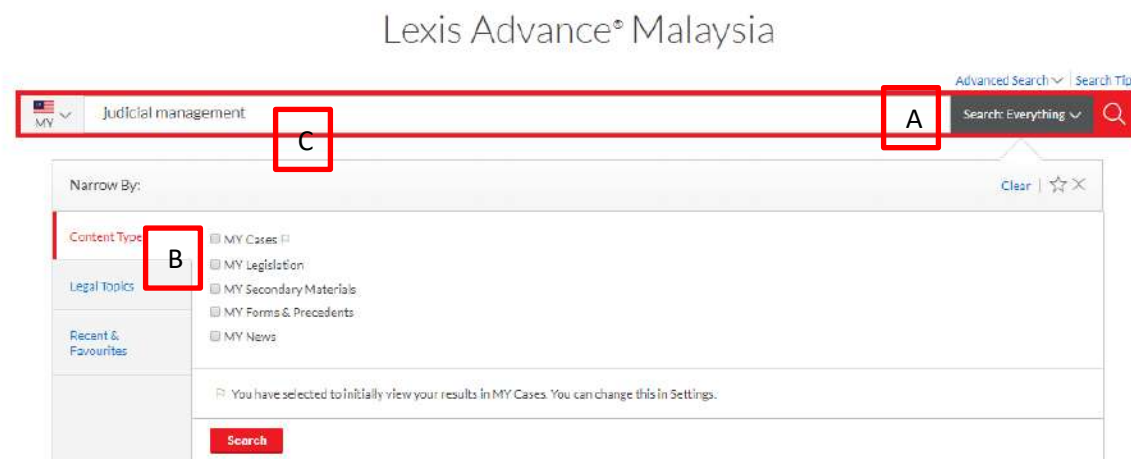 Lexis Advance® Malaysia
Advanced Search Search Tip
MY judicial management A Search: Everything
C
Narrow By: Clear
Content Type B MY Cases
MY Legislation
Legal Topics MY Secondary Materials
MY Forms & Precedents
Recent & Favourites MY News
You have selected to initially view your results in MY Cases. You can change this in Settings.
Search